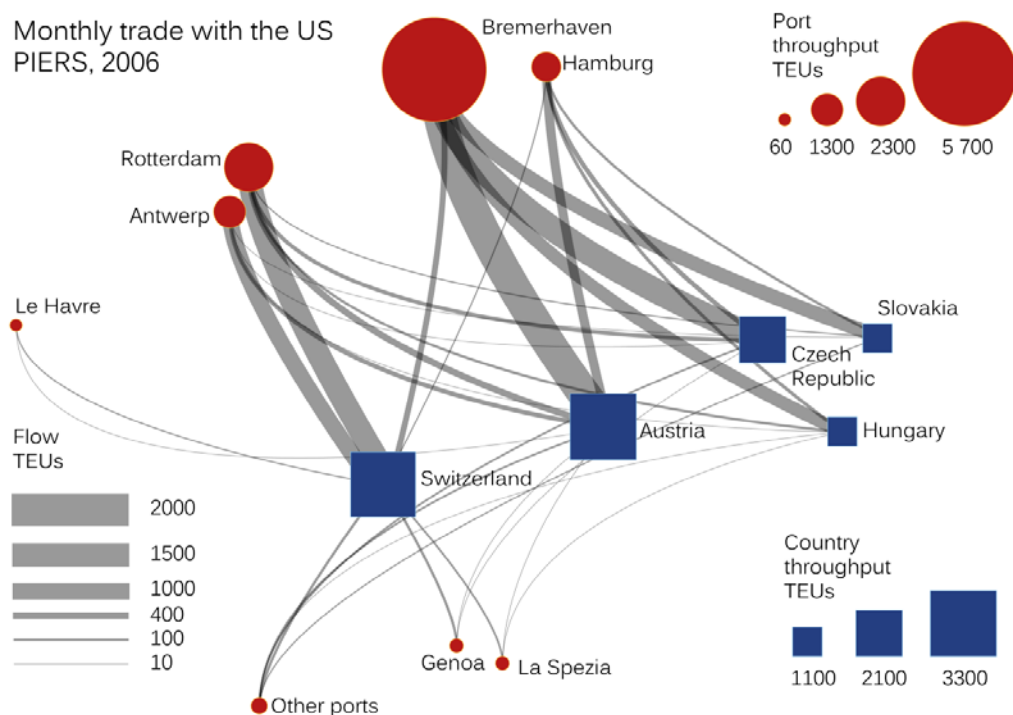 Monthly trade with the US
PIERS, 2006
Bremerhaven
Hamburg
Port
throughput
TEUs
60
1300
2300
5 700
Rotterdam
Antwerp
Le Havre
Slovakia
Czech
Republic
Hungary
Austria
Switzerland
Flow
TEUs
2000
1500
1000
400
100
10
Country
throughput
TEUs
1100
2100
3300
Genoa
La Spezia
Other ports